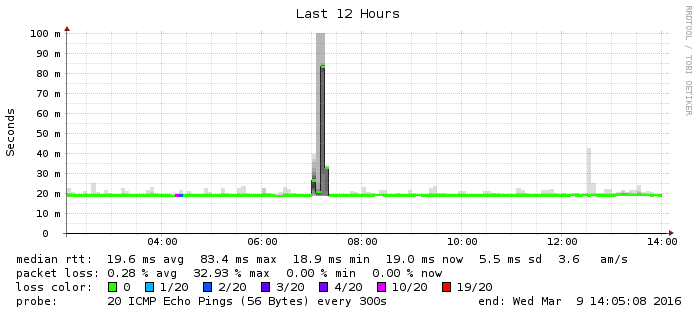 Last 12 Hours
RRDTOOL / TOBI OETIKER
Seconds
100 m
90 m
80 m
70 m
60 m
50 m
40 m
30 m
20 m
10 m
0
04:00 06:00 08:00 10:00 12:00 14:00
median rtt: 19.6 ms avg 83.4 ms max 18.9 ms min 19.0 ms now 5.5 ms sd 3.6 am/s
packet loss: 0.28 % avg 32.93 % max 0.00 % min 0.00 % now
loss color: 0 1/20 2/20 3/20 4/20 10/20 19/20
probe: 20 ICMP Echo Pings (56 Bytes) every 300s end: Wed Mar 9 14:05:08 2016